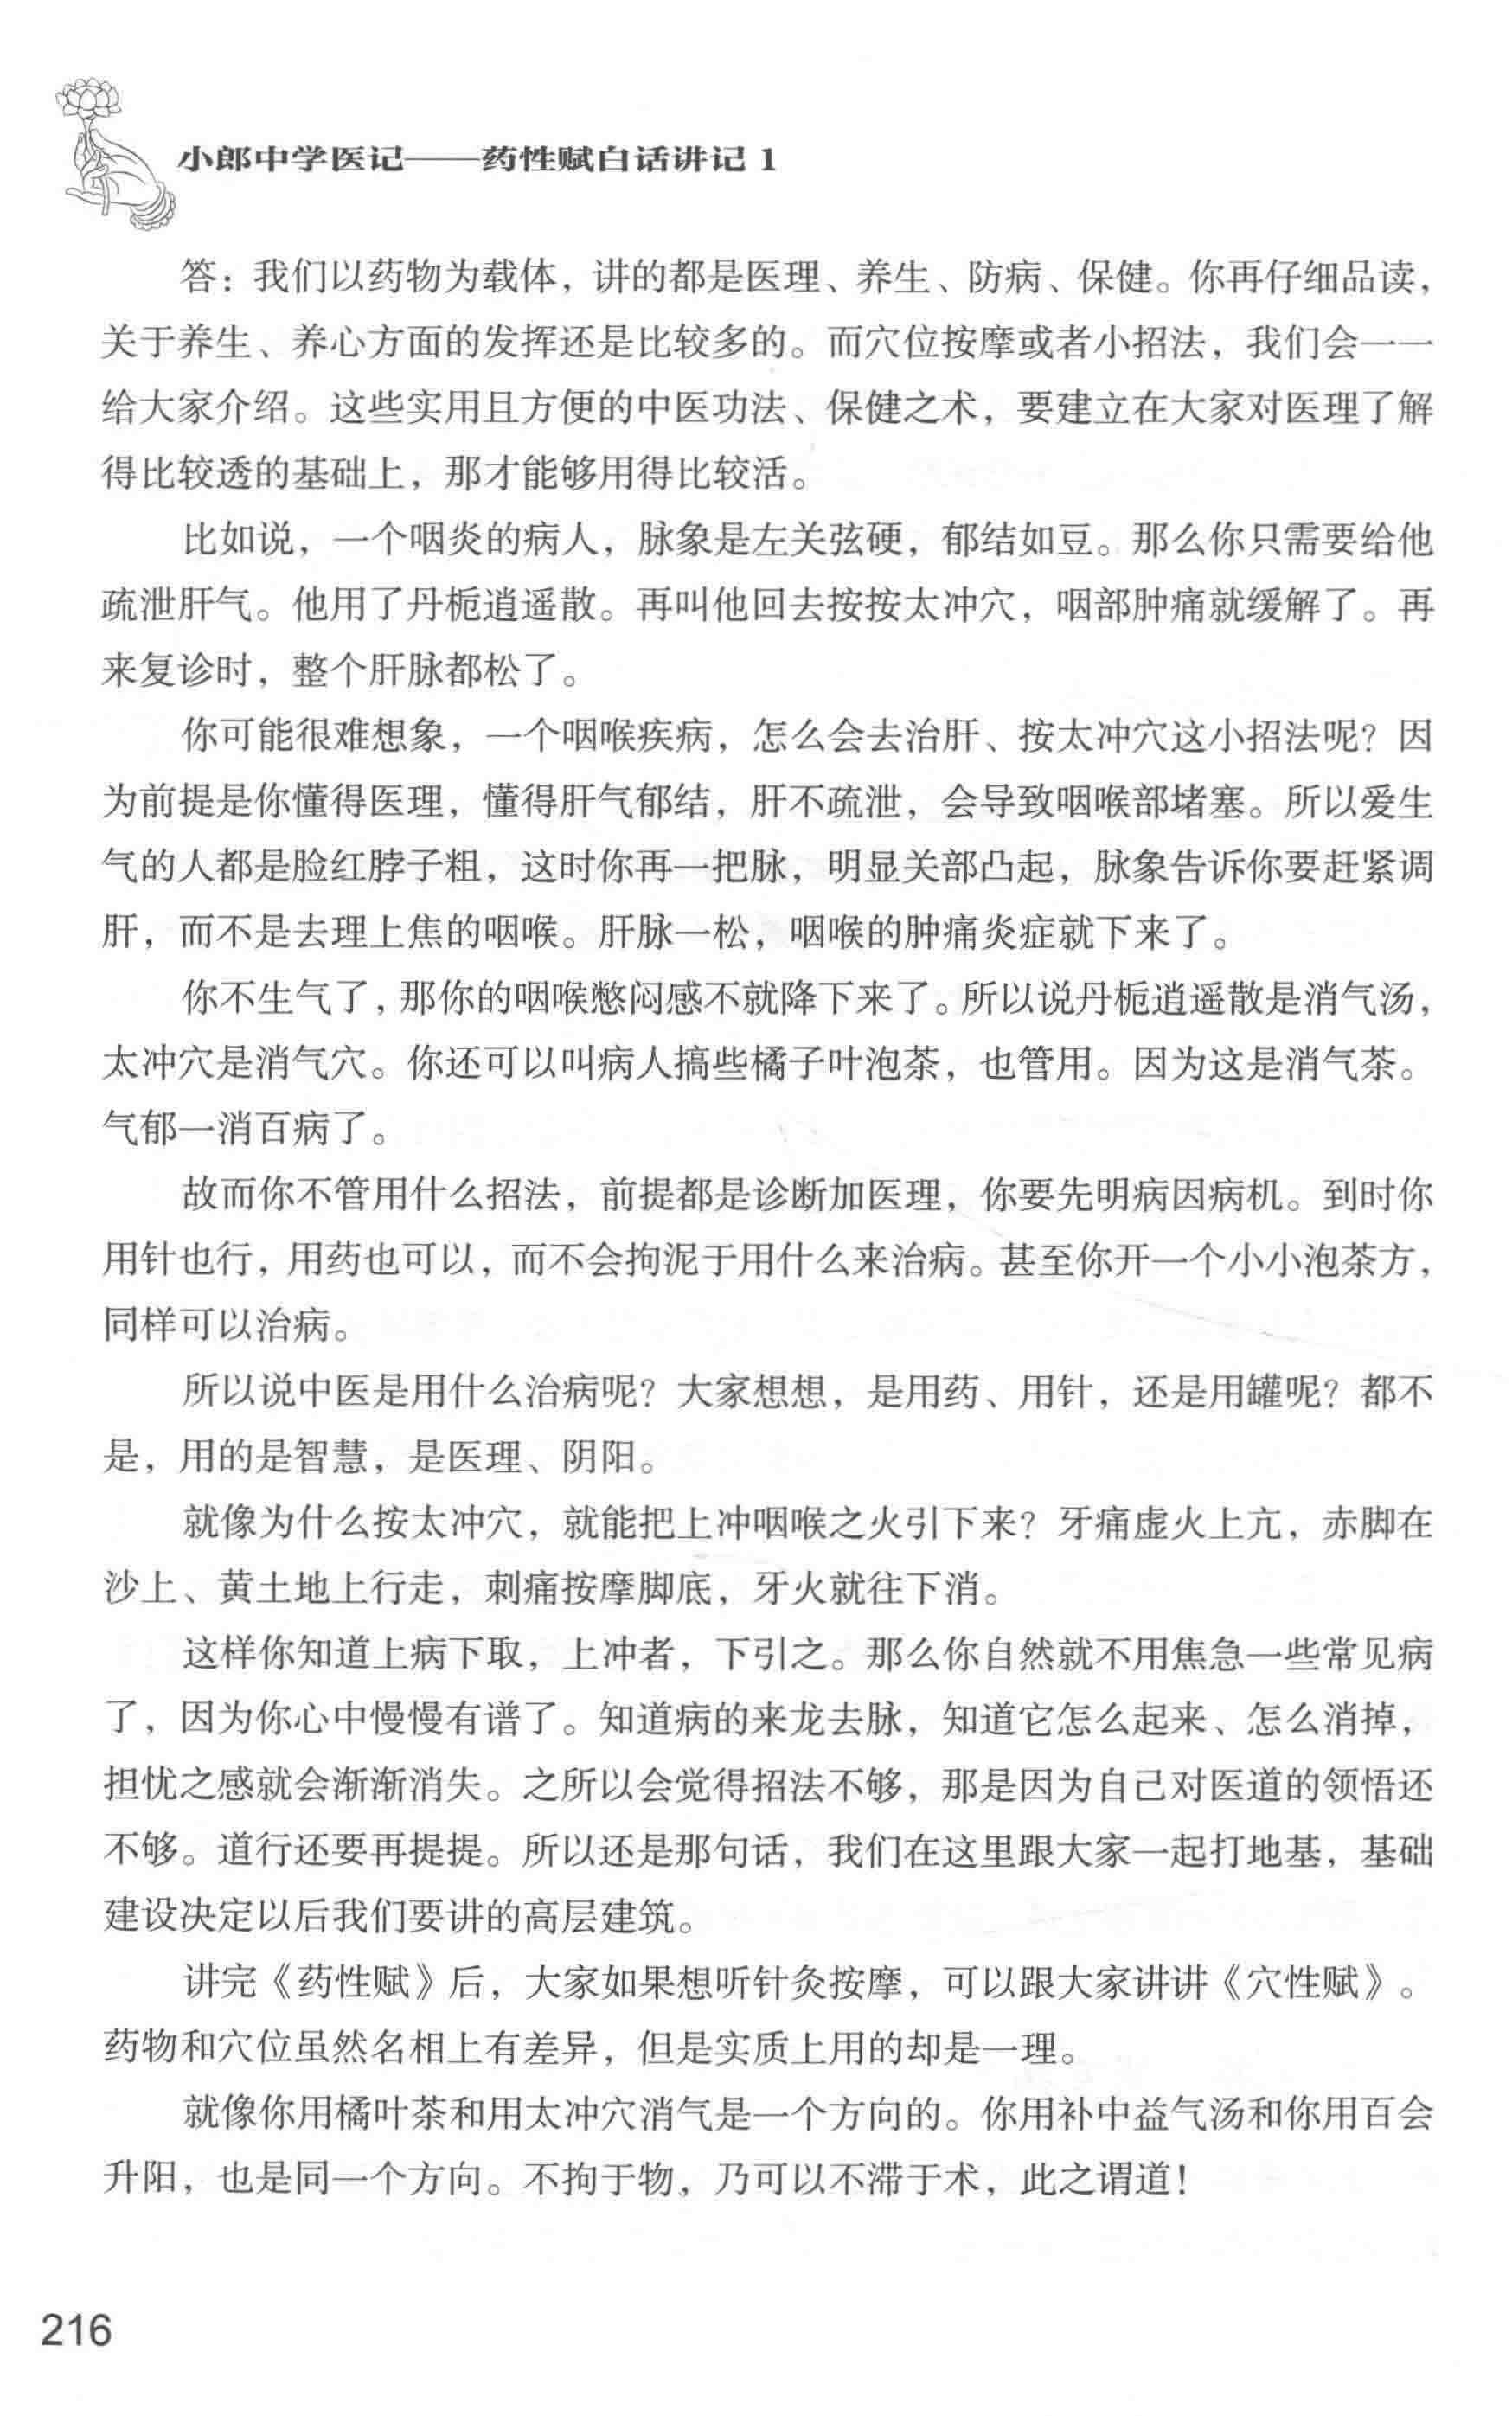 小郎中学医记——药性赋白话讲记 1
答：我们以药物为载体，讲的都是医理、养生、防病、保健。你再仔细品读，
关于养生、养心方面的发挥还是比较多的。而穴位按摩或者小招法，我们会一一
给大家介绍。这些实用且方便的中医功法、保健之术，要建立在大家对医理了解
得比较透的基础上，那才能够用得比较活。
比如说，一个咽炎的病人，脉象是左关弦硬，郁结如豆。那么你只需要给他
疏泄肝气。他用了丹栀逍遥散。再叫他回去按按太冲穴，咽部肿痛就缓解了。再
来复诊时，整个肝脉都松了。
你可能很难想象，一个咽喉疾病，怎么会去治肝、按太冲穴这小招法呢？因
为前提是你懂得医理，懂得肝气郁结，肝不疏泄，会导致咽喉部堵塞。所以爱生
气的人都是脸红脖子粗，这时你再一把脉，明显关部凸起，脉象告诉你要赶紧调
肝，而不是去理上焦的咽喉。肝脉一松，咽喉的肿痛炎症就下来了。
你不生气了，那你的咽喉憋闷感不就降下来了。所以说丹栀逍遥散是消气汤，
太冲穴是消气穴。你还可以叫病人搞些橘子叶泡茶，也管用。因为这是消气茶。
气郁一消百病了。
故而你不管用什么招法，前提都是诊断加医理，你要先明病因病机。到时你
用针也行，用药也可以，而不会拘泥于用什么来治病。甚至你开一个小小泡茶方，
同样可以治病。
所以说中医是用什么治病呢？大家想想，是用药、用针，还是用罐呢？都不
是，用的是智慧，是医理、阴阳。
就像为什么按太冲穴，就能把上冲咽喉之火引下来？牙痛虚火上亢，赤脚在
沙上、黄土地上行走，刺痛按摩脚底，牙火就往下消。
这样你知道上病下取，上冲者，下引之。那么你自然就不用焦急一些常见病
了，因为你心中慢慢有谱了。知道病的来龙去脉，知道它怎么起来、怎么消掉，
担忧之感就会渐渐消失。之所以会觉得招法不够，那是因为自己对医道的领悟还
不够。道行还要再提提。所以还是那句话，我们在这里跟大家一起打地基，基础
建设决定以后我们要讲的高层建筑。
讲完《药性赋》后，大家如果想听针灸按摩，可以跟大家讲讲《穴性赋》。
药物和穴位虽然名相上有差异，但是实质上用的却是一理。
就像你用橘叶茶和用太冲穴消气是一个方向的。你用补中益气汤和你用百会
升阳，也是同一个方向。不拘于物，乃可以不滞于术，此之谓道！
216